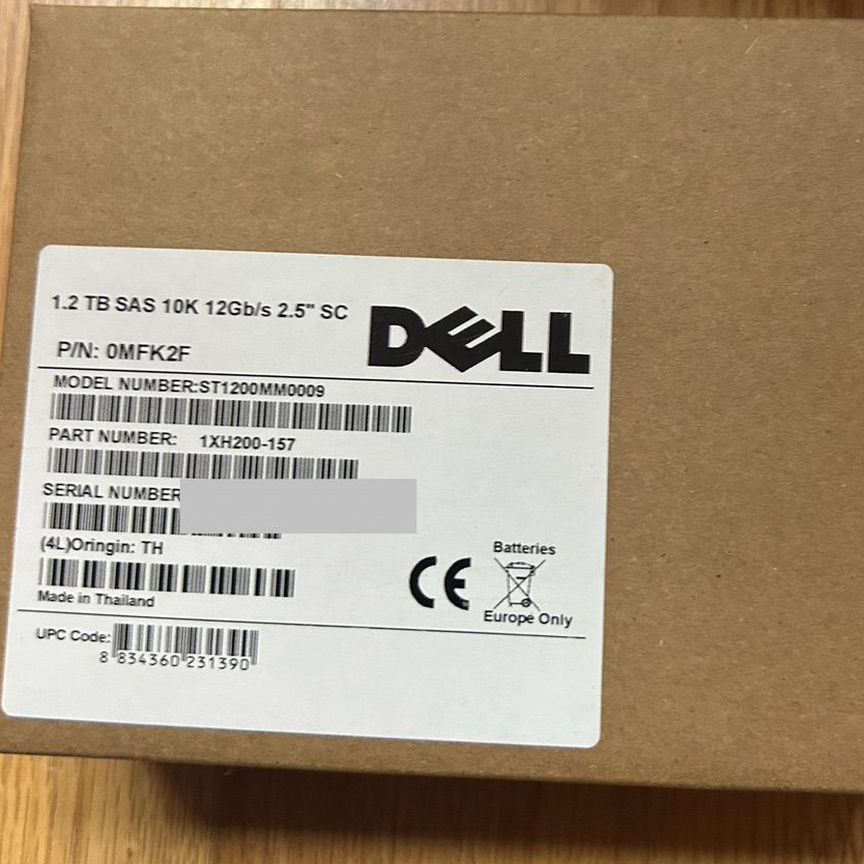 1.2 TB SAS 10K 12Gb/s 2.5" SC
DELL
P/N: 0MFK2F
MODEL NUMBER:ST1200MM0009
PART NUMBER: 1XH200-157
SERIAL NUMBER
(4L)Oringin: TH
Made in Thailand
CE
Batteries
Europe Only
UPC Code:
8 834360 231390